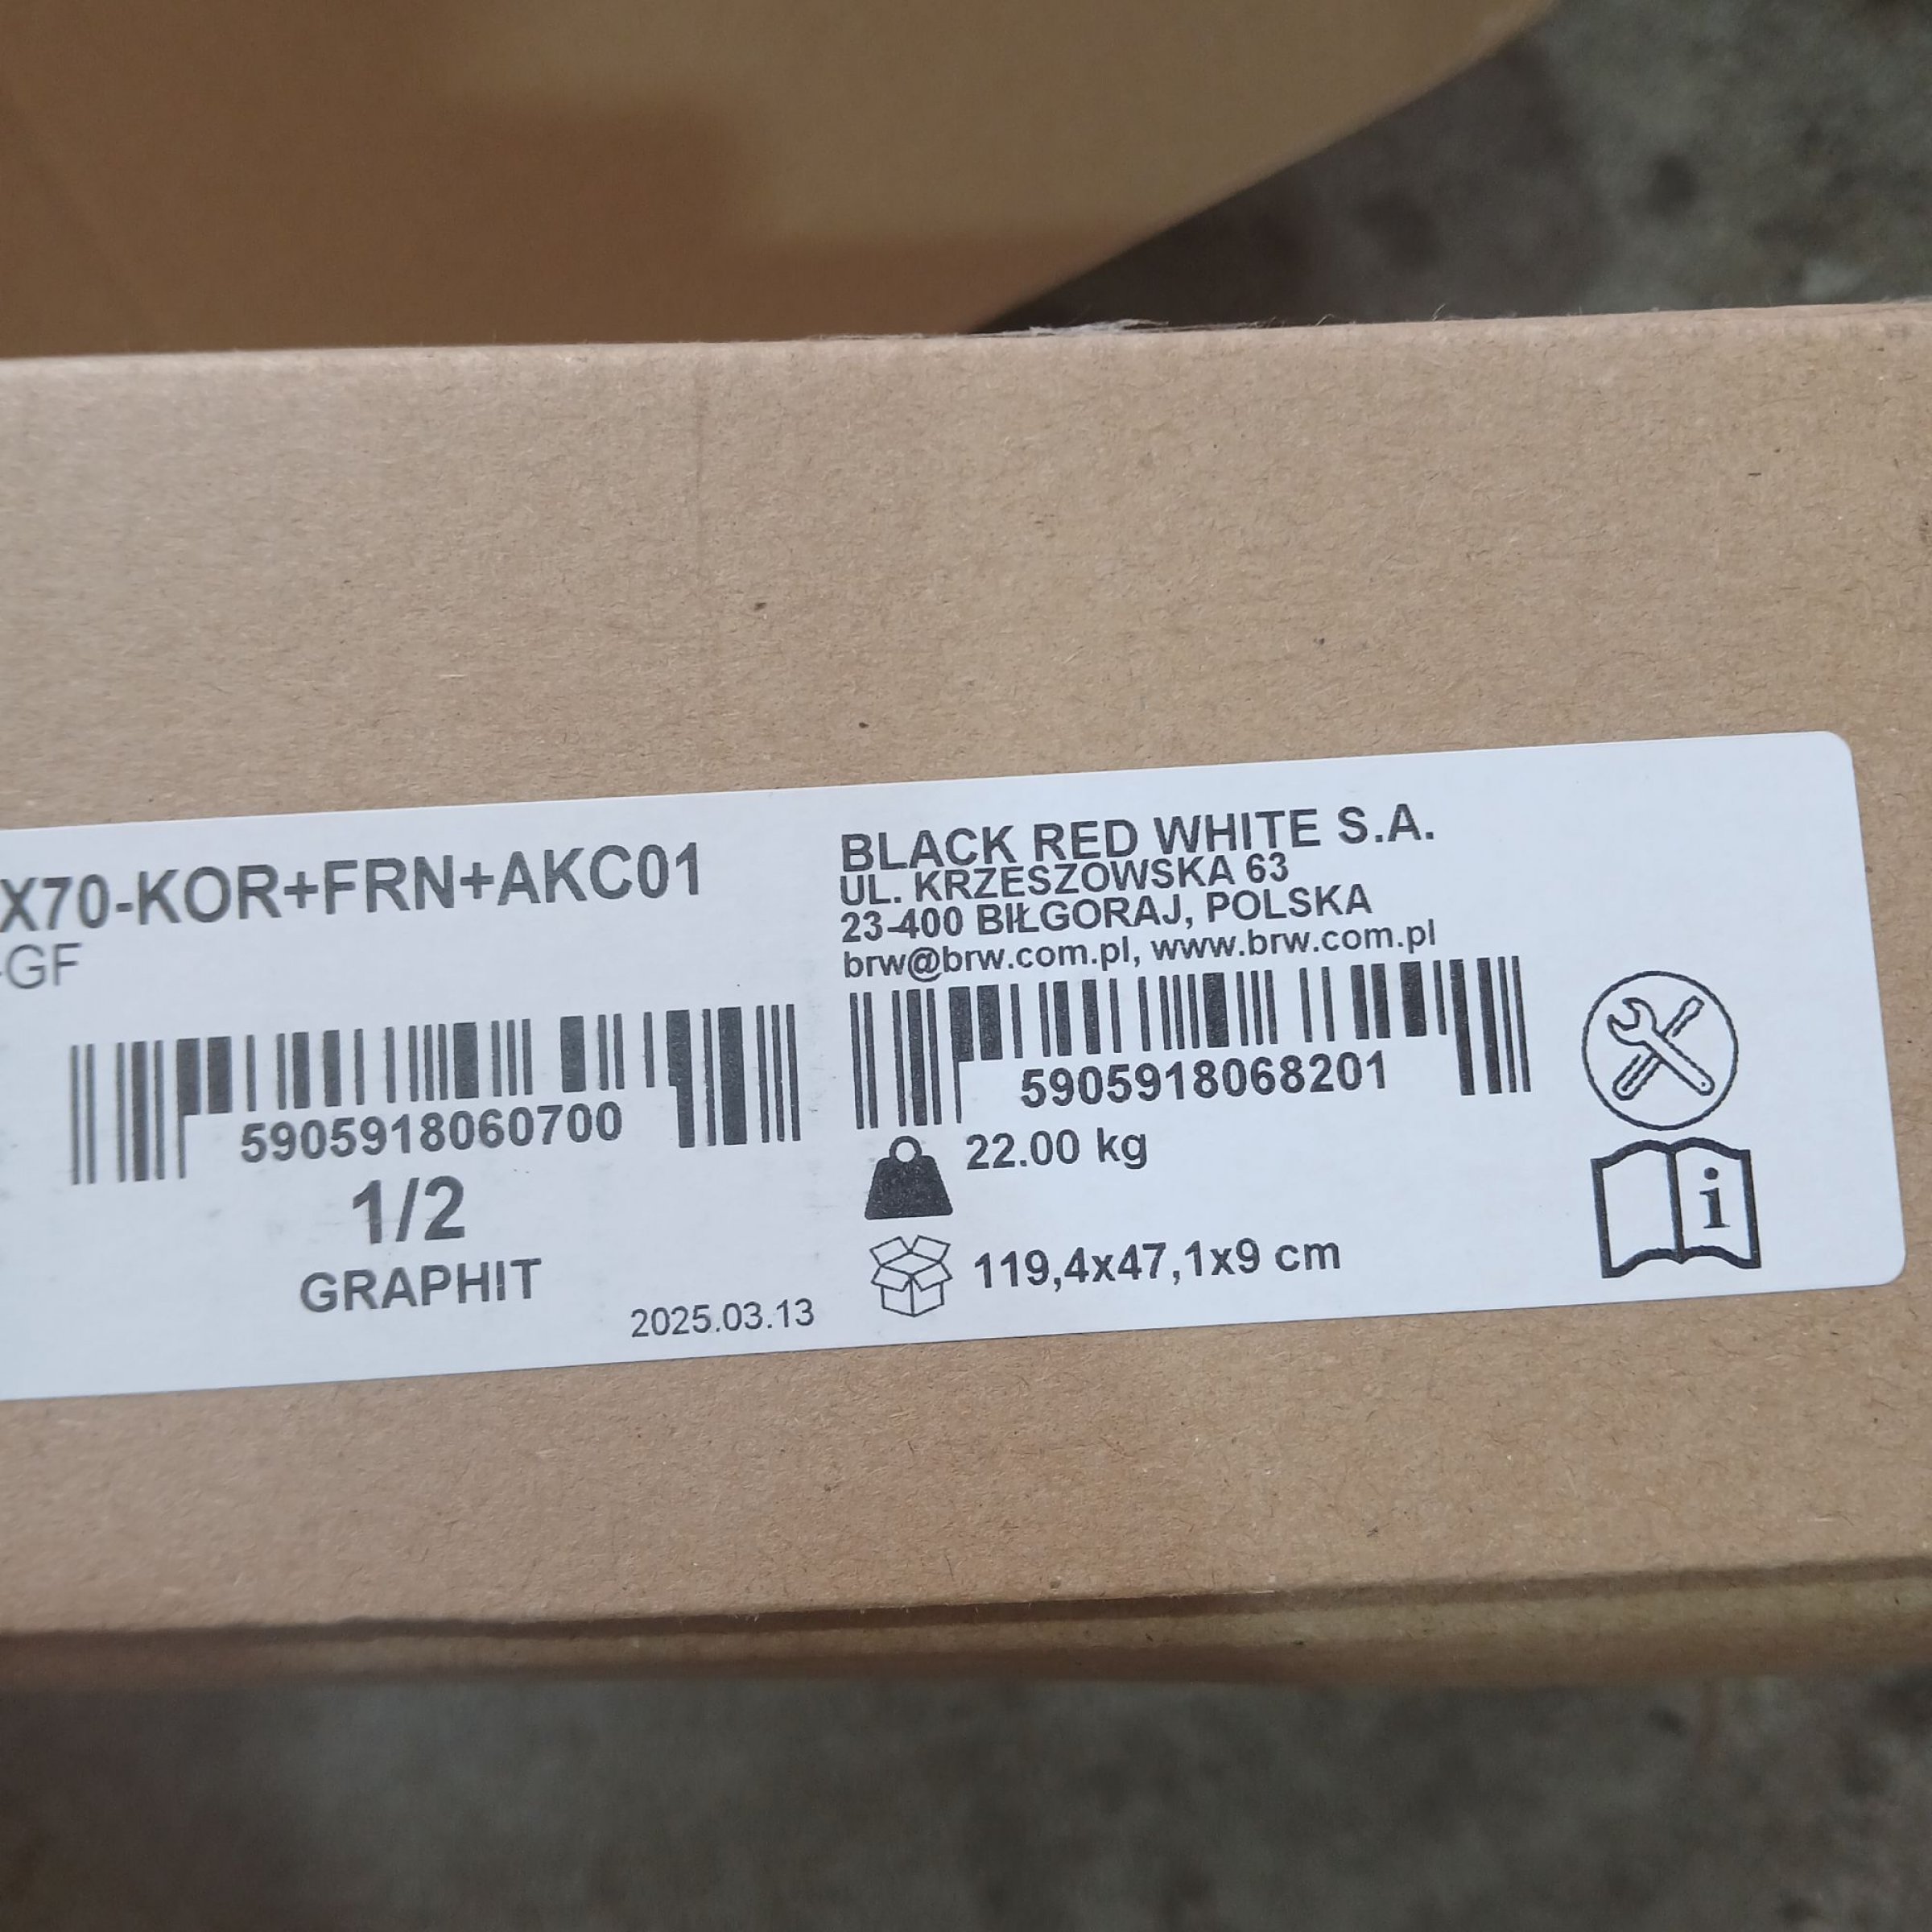 X70-KOR+FRN+AKC01
-GF
5905918060700
1/2
GRAPHIT
2025.03.13
BLACK RED WHITE S.A.
UL. KRZESZOWSKA 63
23-400 BIŁGORAJ, POLSKA
brw@brw.com.pl, www.brw.com.pl
5905918068201
22.00 kg
119,4x47,1x9 cm
i